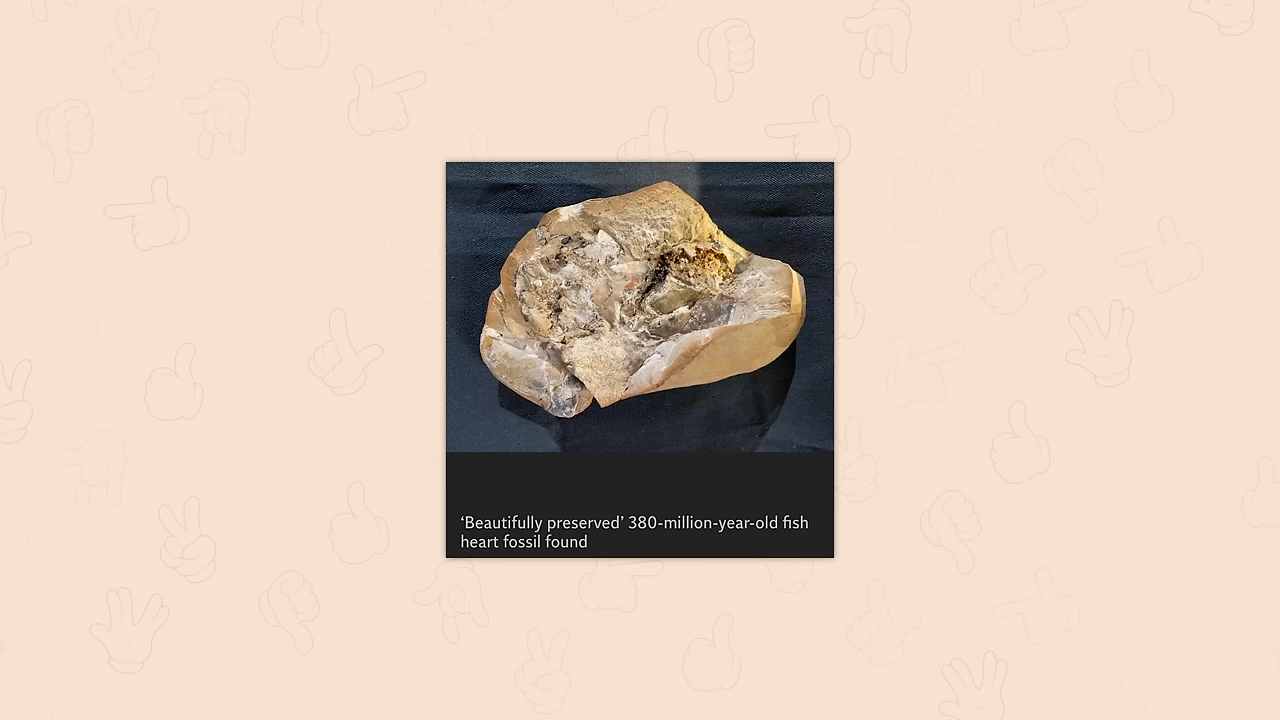 ‘Beautifully preserved’ 380-million-year-old fish
heart fossil found